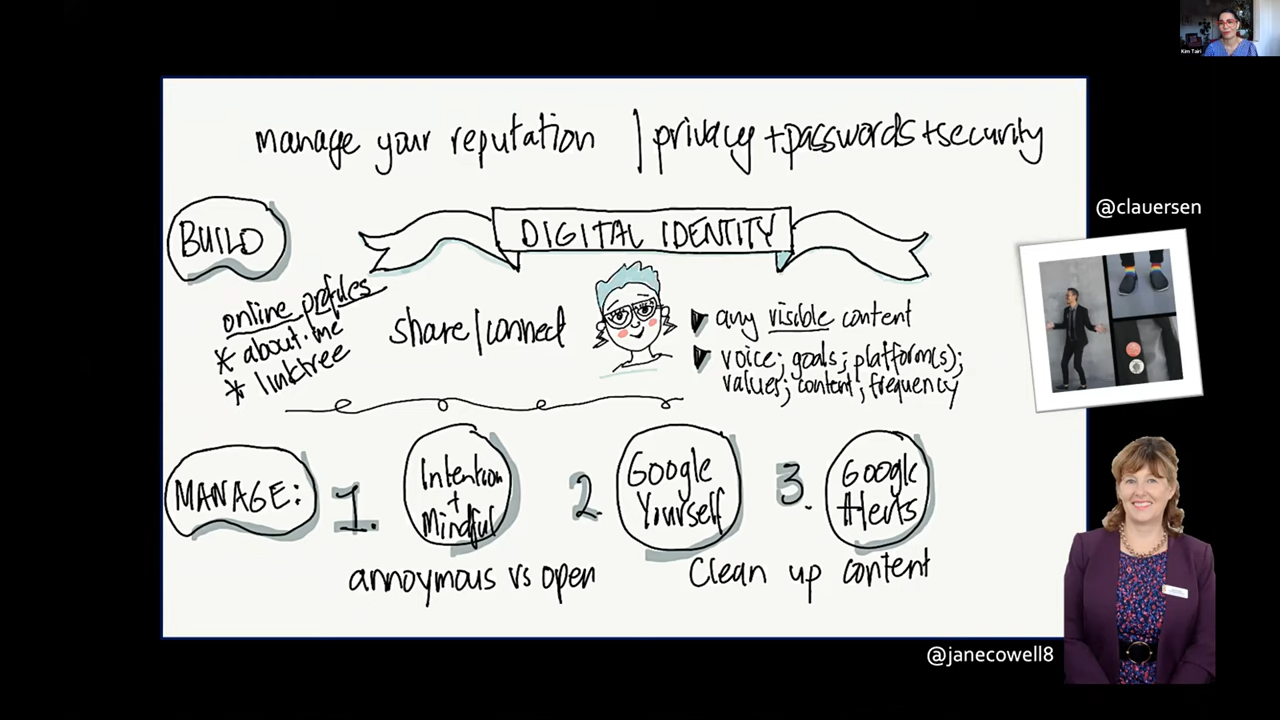 Kim Tairi
manage your reputation | privacy + passwords + security
BUILD
DIGITAL IDENTITY
@clauersen
online profiles
* about.me
* linktree
share/connect
any visible content
voice; goals; platform(s);
values; content; frequency
MANAGE:
1.
Intention
+
Mindful
2.
Google
Yourself
3.
Google
Alerts
annoymous vs open
Clean up content
@janecowell8